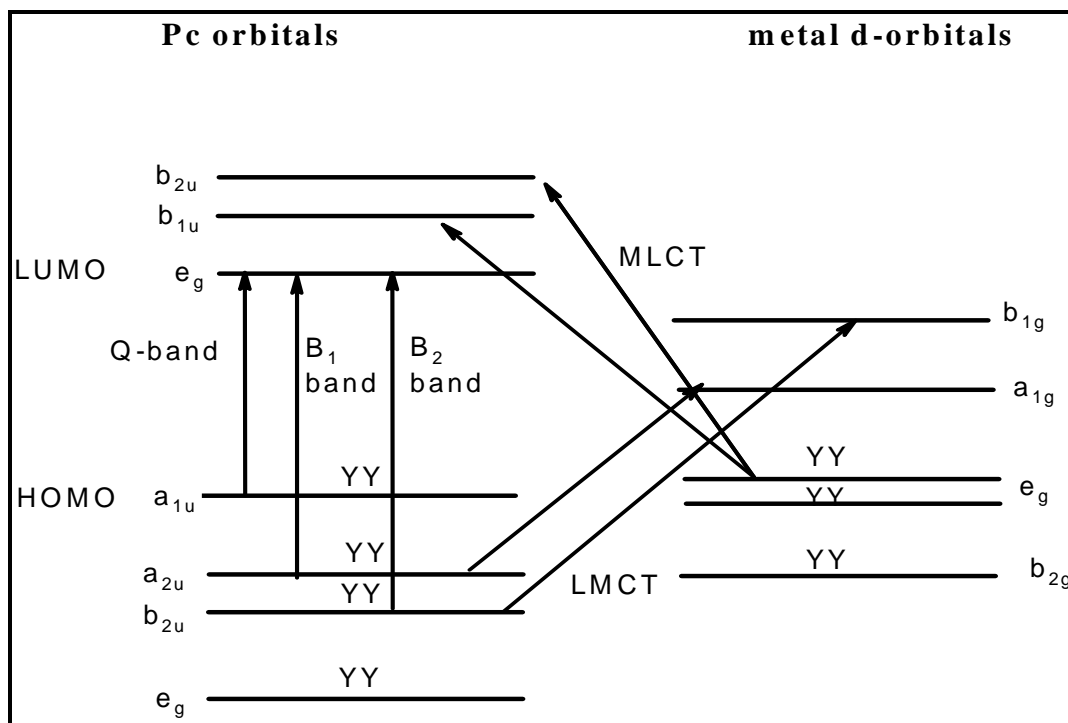 Pc orbitals
metal d-orbitals
b2u
b1u
LUMO
eg
MLCT
b1g
Q-band
B1
band
B2
band
a1g
YY
eg
YY
HOMO
a1u
YY
YY
a2u
YY
b2u
LMCT
YY
b2g
YY
eg